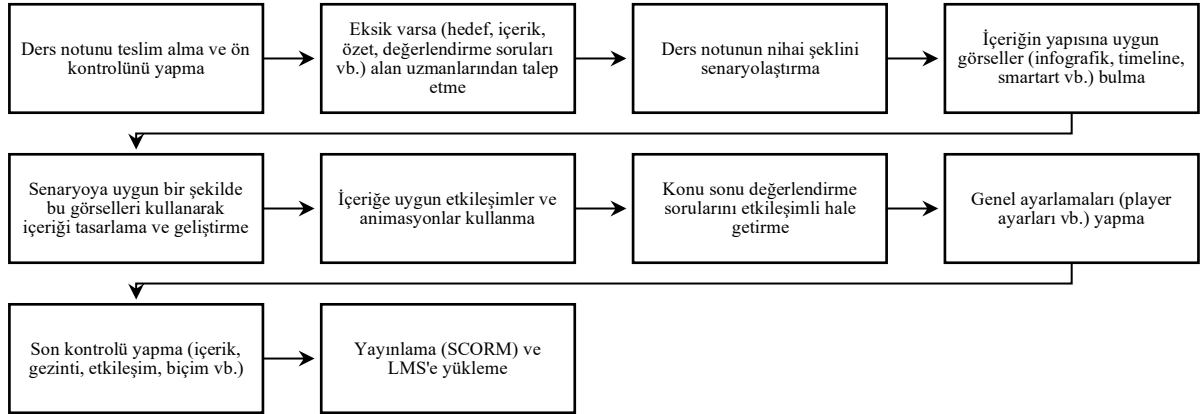 Ders notunu teslim alma ve ön
kontrolünü yapma
Eksik varsa (hedef, içerik,
özet, değerlendirme soruları
vb.) alan uzmanlarından talep
etme
Ders notunun nihai şeklini
senaryolaştırma
İçeriğin yapısına uygun
görseller (infografik, timeline,
smartart vb.) bulma
Senaryoya uygun bir şekilde
bu görselleri kullanarak
içeriği tasarlama ve geliştirme
İçeriğe uygun etkileşimler ve
animasyonlar kullanma
Konu sonu değerlendirme
sorularını etkileşimli hale
getirme
Genel ayarlamaları (player
ayarları vb.) yapma
Son kontrolü yapma (içerik,
gezinti, etkileşim, biçim vb.)
Yayınlama (SCORM) ve
LMS'e yükleme